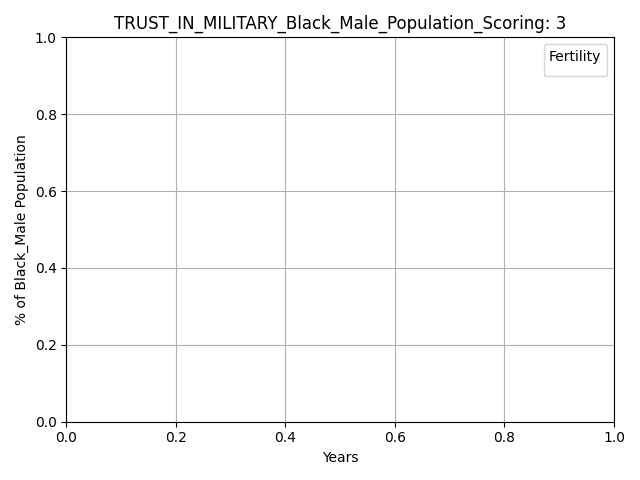 TRUST_IN_MILITARY_Black_Male_Population_Scoring: 3
Fertility
% of Black_Male Population
1.0
0.8
0.6
0.4
0.2
0.0
0.0 0.2 0.4 0.6 0.8 1.0
Years